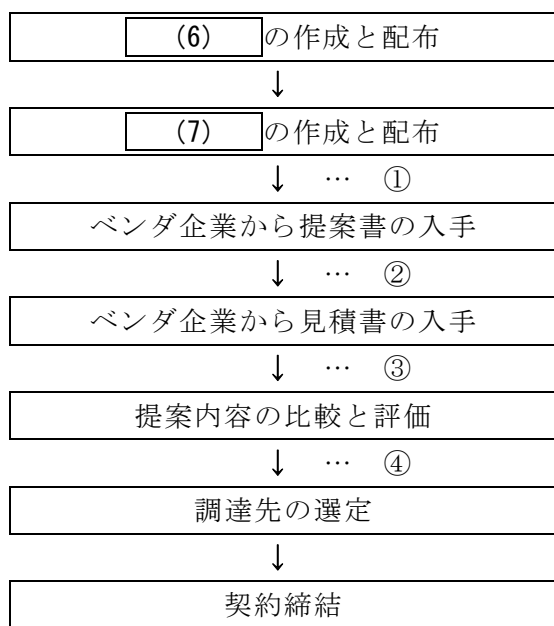 (6) の作成と配布
↓
(7) の作成と配布
↓ … ①
ベンダ企業から提案書の入手
↓ … ②
ベンダ企業から見積書の入手
↓ … ③
提案内容の比較と評価
↓ … ④
調達先の選定
↓
契約締結